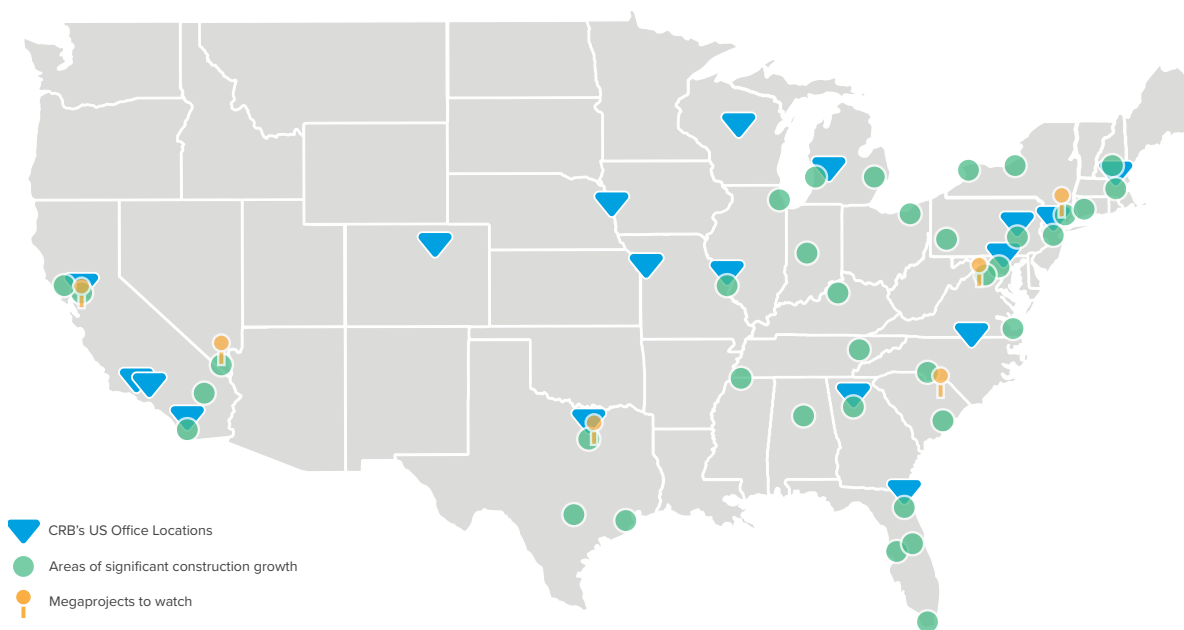 CRB's US Office Locations
Areas of significant construction growth
Megaprojects to watch